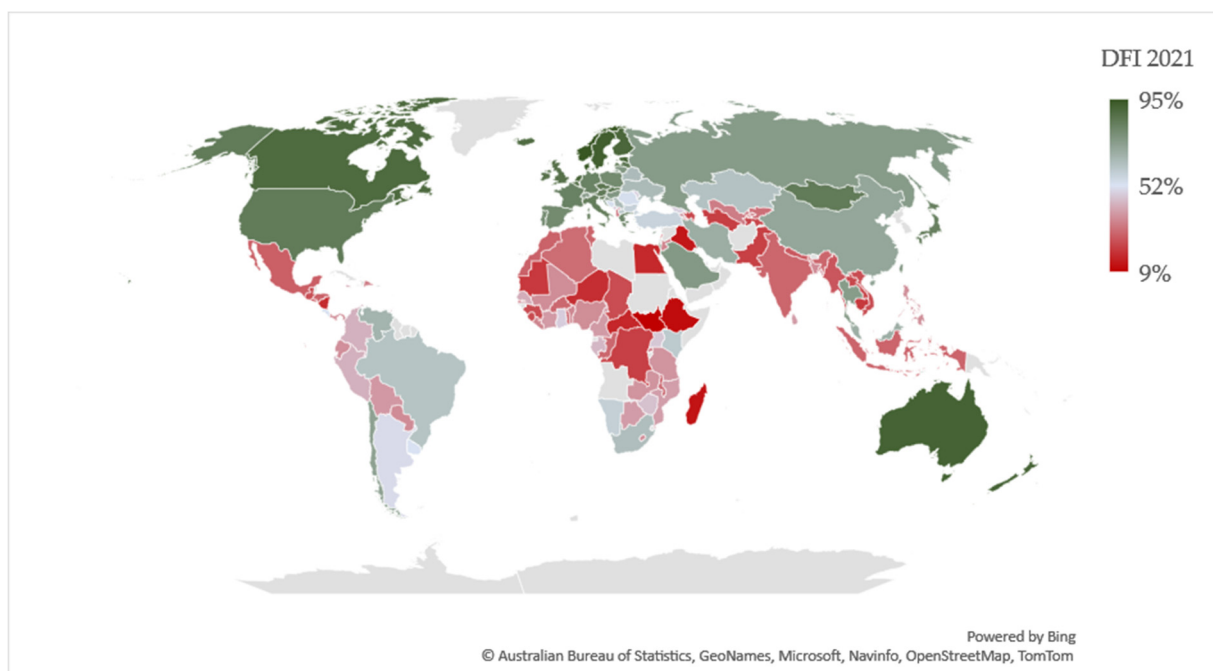 DFI 2021
95%
52%
9%
Powered by Bing
© Australian Bureau of Statistics, GeoNames, Microsoft, Navinfo, OpenStreetMap, TomTom